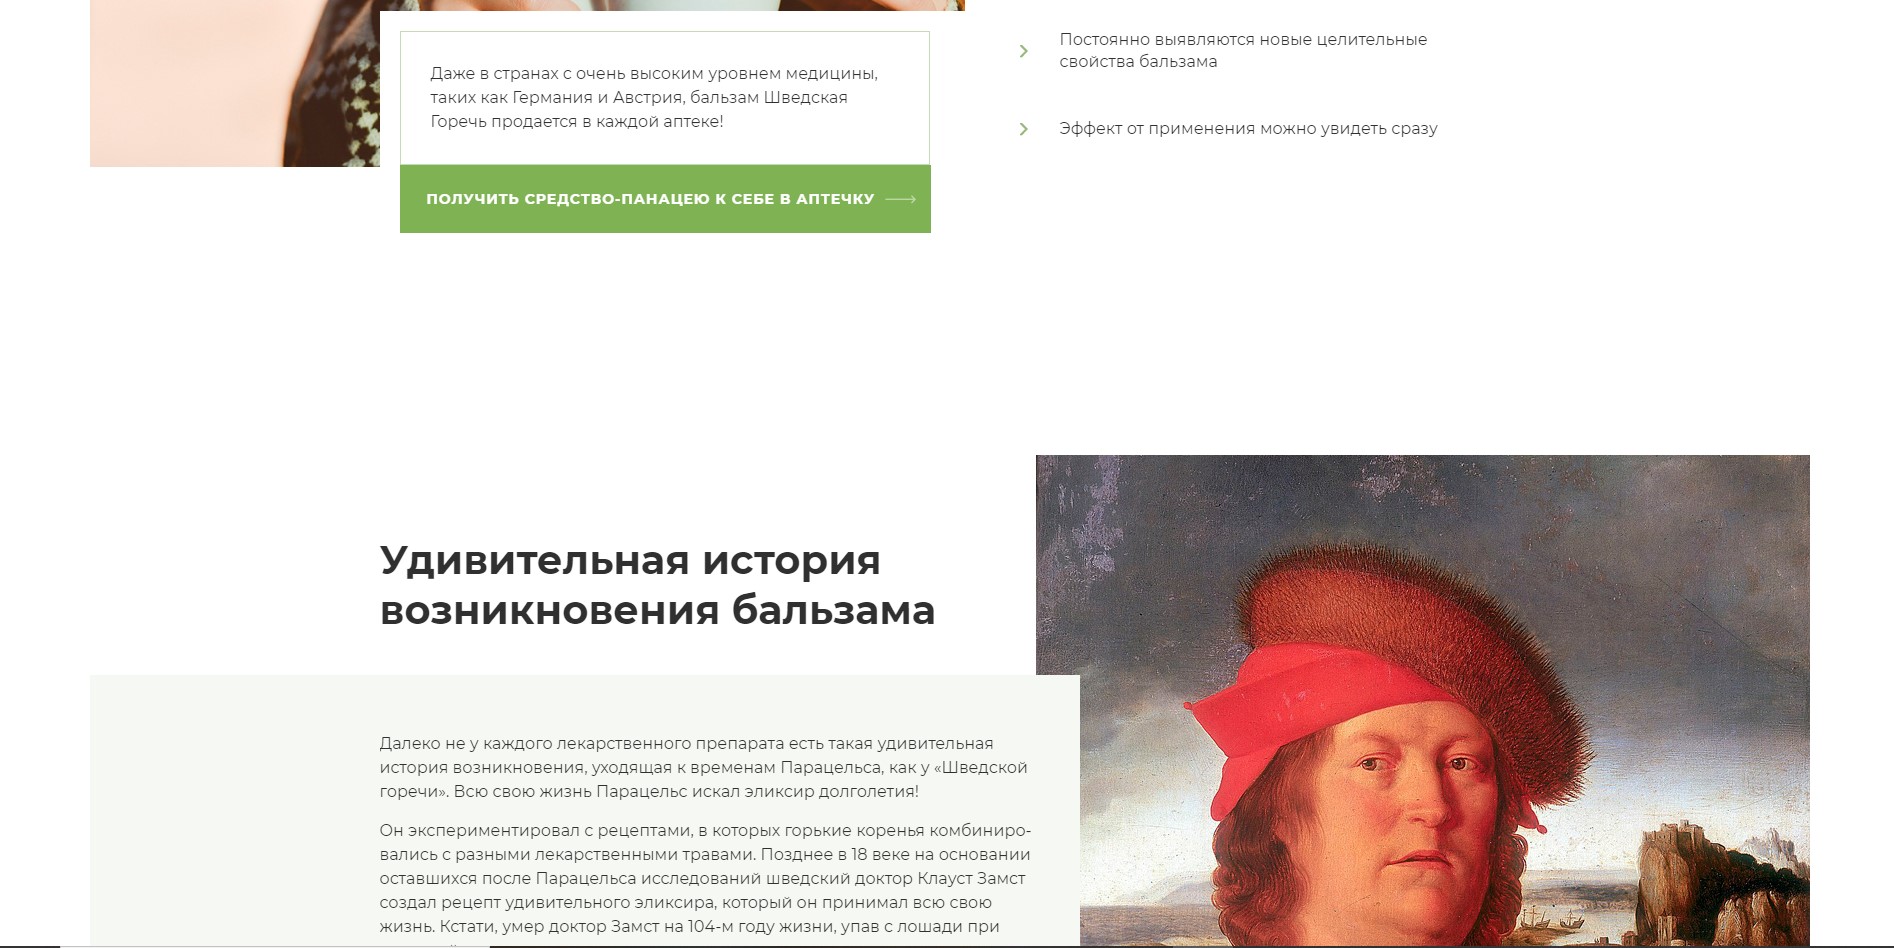 Даже в странах с очень высоким уровнем медицины,
таких как Германия и Австрия, бальзам Шведская
Горечь продается в каждой аптеке!
ПОЛУЧИТЬ СРЕДСТВО-ПАНАЦЕЮ К СЕБЕ В АПТЕЧКУ
Постоянно выявляются новые целительные
свойства бальзама
Эффект от применения можно увидеть сразу
Удивительная история
возникновения бальзама
Далеко не у каждого лекарственного препарата есть такая удивительная
история возникновения, уходящая к временам Парацельса, как у «Шведской
горечи». Всю свою жизнь Парацельс искал эликсир долголетия!
Он экспериментировал с рецептами, в которых горькие коренья комбиниро-
вались с разными лекарственными травами. Позднее в 18 веке на основании
оставшихся после Парацельса исследований шведский доктор Клауст Замст
создал рецепт удивительного эликсира, который он принимал всю свою
жизнь. Кстати, умер доктор Замст на 104-м году жизни, упав с лошади при